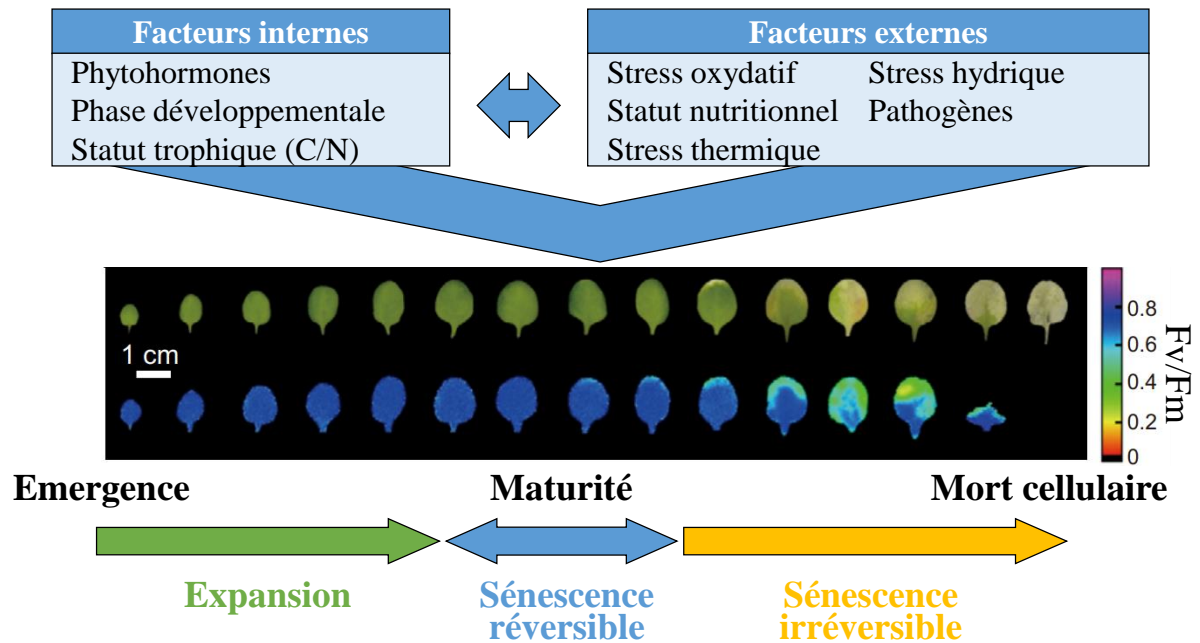 Facteurs internes
Phytohormones
Phase développementale
Statut trophique (C/N)
Facteurs externes
Stress oxydatif Stress hydrique
Statut nutritionnel Pathogènes
Stress thermique
1 cm
0.8
0.6
0.4
0.2
0
Fv/Fm
Emergence Maturité Mort cellulaire
Expansion
Sénescence
réversible
Sénescence
irréversible